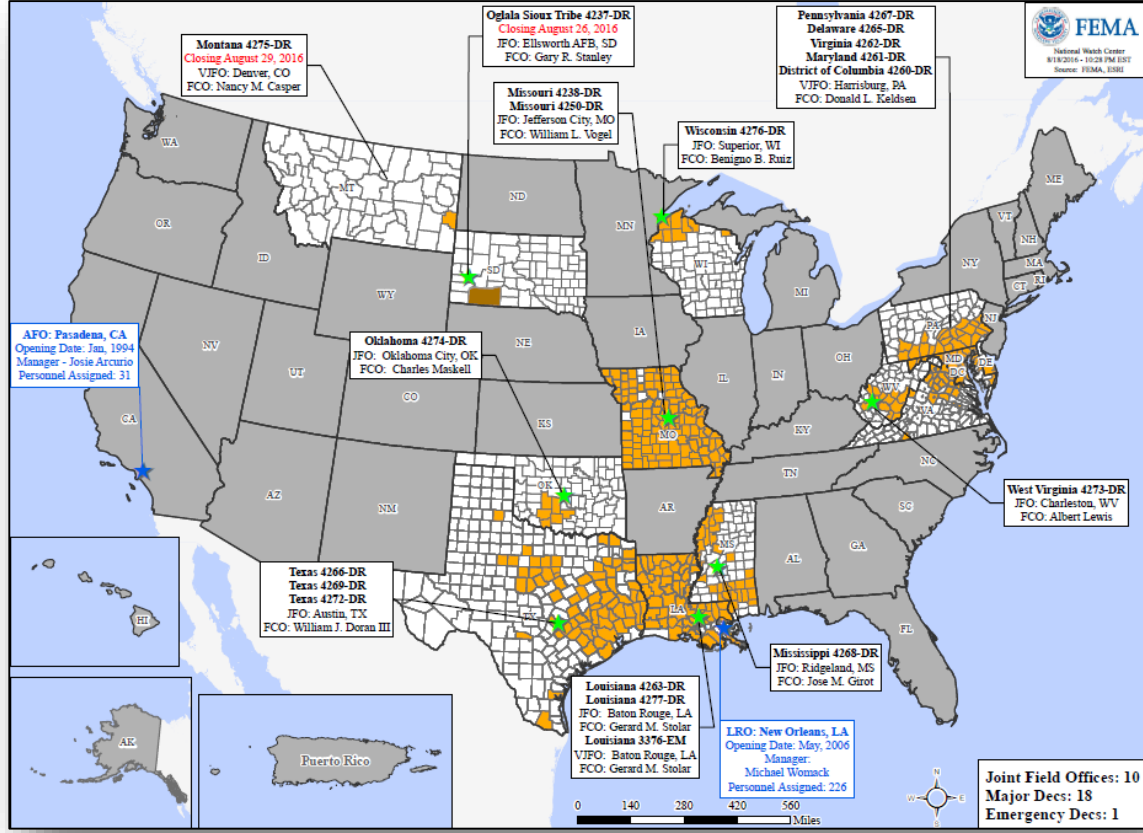 FEMA
National Watch Center
8/18/2016 - 10:28 PM EST
Source: FEMA, ESRI
Montana 4275-DR
Closing August 29, 2016
VJFO: Denver, CO
FCO: Nancy M. Casper
Oglala Sioux Tribe 4237-DR
Closing August 26, 2016
JFO: Ellsworth AFB, SD
FCO: Gary R. Stanley
Missouri 4238-DR
Missouri 4250-DR
JFO: Jefferson City, MO
FCO: William L. Vogel
Wisconsin 4276-DR
JFO: Superior, WI
FCO: Benigno B. Ruiz
Pennsylvania 4267-DR
Delaware 4265-DR
Virginia 4262-DR
Maryland 4261-DR
District of Columbia 4260-DR
VJFO: Harrisburg, PA
FCO: Donald L. Keldsen
AFO: Pasadena, CA
Opening Date: Jan, 1994
Manager - Josie Arcurio
Personnel Assigned: 31
Oklahoma 4274-DR
JFO: Oklahoma City, OK
FCO: Charles Maskell
West Virginia 4273-DR
JFO: Charleston, WV
FCO: Albert Lewis
Texas 4266-DR
Texas 4269-DR
Texas 4272-DR
JFO: Austin, TX
FCO: William J. Doran III
Louisiana 4263-DR
Louisiana 4277-DR
JFO: Baton Rouge, LA
FCO: Gerard M. Stolar
Louisiana 3376-EM
VJFO: Baton Rouge, LA
FCO: Gerard M. Stolar
LRO: New Orleans, LA
Opening Date: May, 2006
Manager:
Michael Womack
Personnel Assigned: 226
Mississippi 4268-DR
JFO: Ridgeland, MS
FCO: Jose M. Girot
WA
OR
CA
NV
ID
MT
WY
UT
AZ
CO
NM
ND
SD
NE
KS
OK
TX
MN
IA
MO
AR
LA
WI
IL
MI
IN
OH
KY
TN
MS
AL
GA
FL
SC
NC
VA
WV
PA
MD
DC
DE
NJ
NY
CT
RI
MA
VT
NH
ME
HI
AK
Puerto Rico
0 140 280 420 560
Miles
N
W
E
S
Joint Field Offices: 10
Major Decs: 18
Emergency Decs: 1